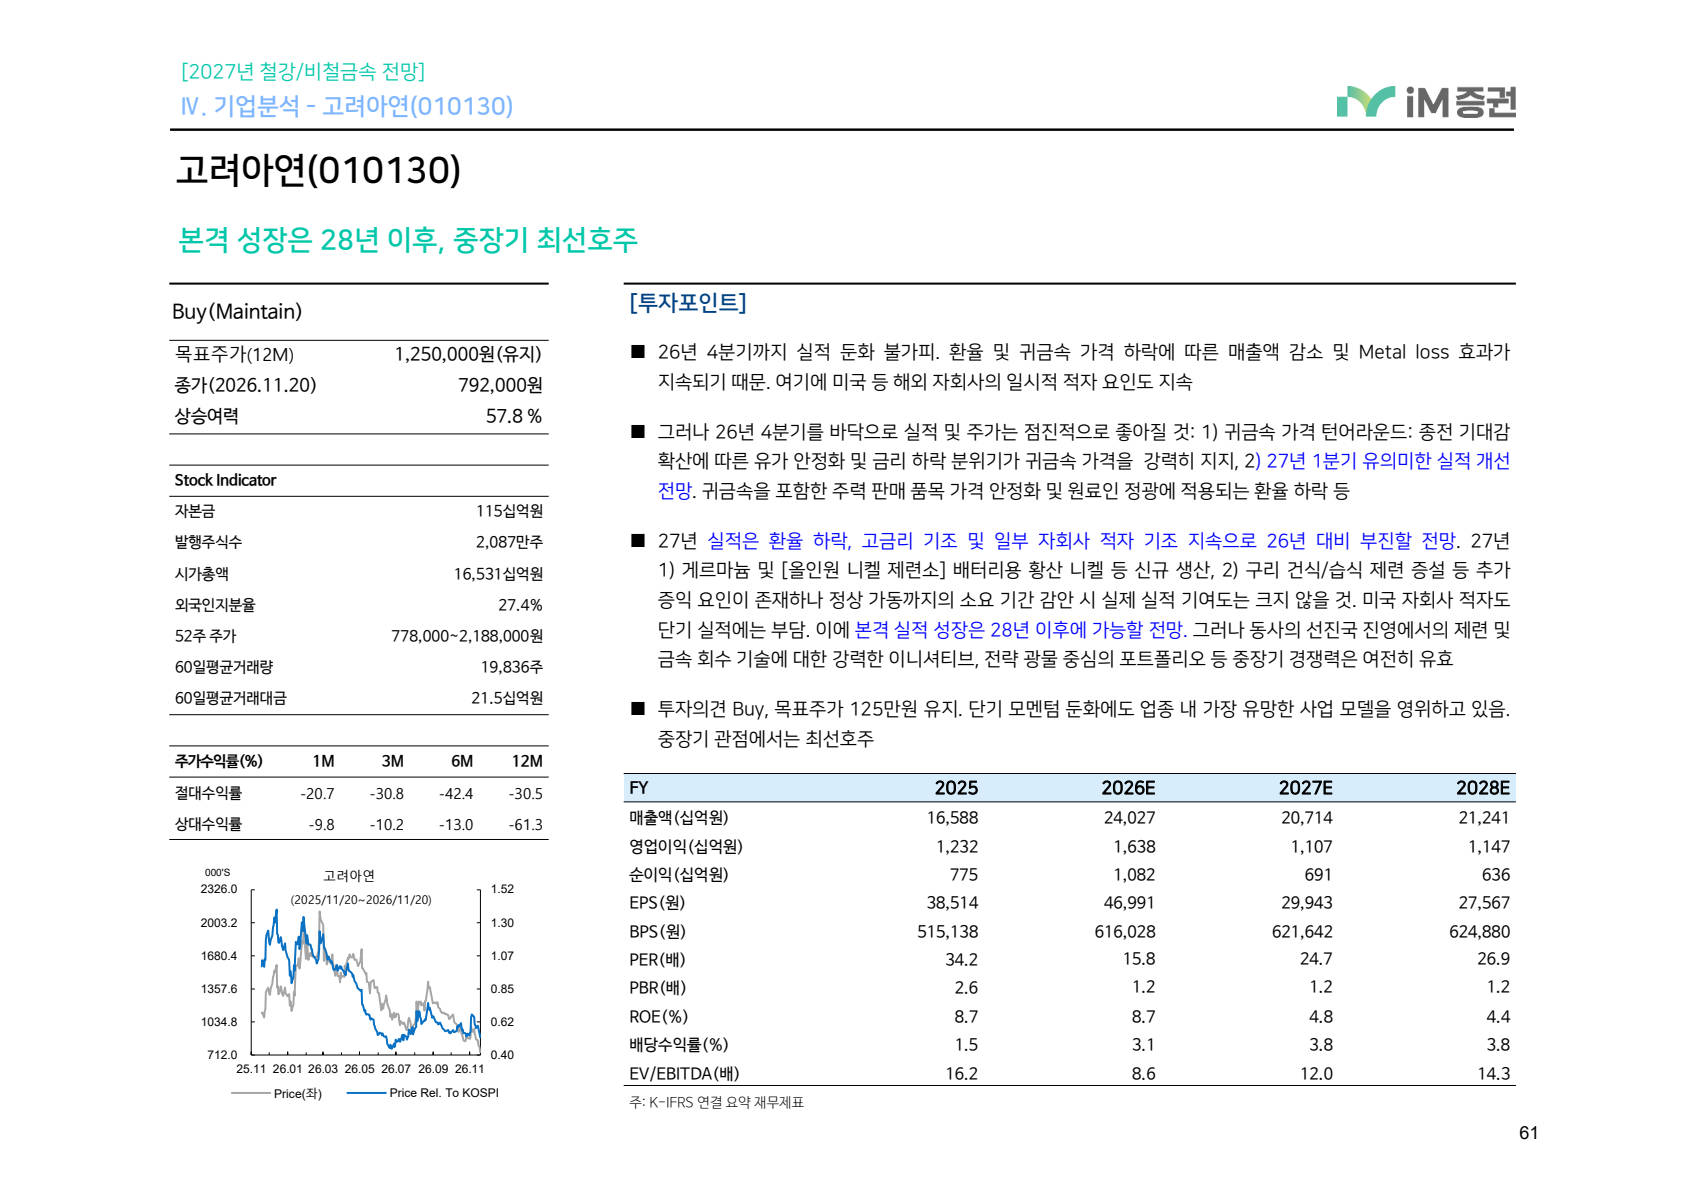 [2027년 철강/비철금속 전망]
Ⅳ. 기업분석 - 고려아연(010130)
iM증권
고려아연(010130)
본격 성장은 28년 이후, 중장기 최선호주
Buy(Maintain)
목표주가(12M) 1,250,000원(유지)
종가(2026.11.20) 792,000원
상승여력 57.8 %
Stock Indicator
자본금 115십억원
발행주식수 2,087만주
시가총액 16,531십억원
외국인지분율 27.4%
52주 주가 778,000~2,188,000원
60일평균거래량 19,836주
60일평균거래대금 21.5십억원
주가수익률(%) 1M 3M 6M 12M
절대수익률 -20.7 -30.8 -42.4 -30.5
상대수익률 -9.8 -10.2 -13.0 -61.3
000'S
고려아연
(2025/11/20~2026/11/20)
2326.0 1.52
2003.2 1.30
1680.4 1.07
1357.6 0.85
1034.8 0.62
712.0 0.40
25.11 26.01 26.03 26.05 26.07 26.09 26.11
Price(좌) Price Rel. To KOSPI
[투자포인트]
■ 26년 4분기까지 실적 둔화 불가피. 환율 및 귀금속 가격 하락에 따른 매출액 감소 및 Metal loss 효과가
지속되기 때문. 여기에 미국 등 해외 자회사의 일시적 적자 요인도 지속
■ 그러나 26년 4분기를 바닥으로 실적 및 주가는 점진적으로 좋아질 것: 1) 귀금속 가격 턴어라운드: 종전 기대감
확산에 따른 유가 안정화 및 금리 하락 분위기가 귀금속 가격을 강력히 지지, 2) 27년 1분기 유의미한 실적 개선
전망. 귀금속을 포함한 주력 판매 품목 가격 안정화 및 원료인 정광에 적용되는 환율 하락 등
■ 27년 실적은 환율 하락, 고금리 기조 및 일부 자회사 적자 기조 지속으로 26년 대비 부진할 전망. 27년
1) 게르마늄 및 [올인원 니켈 제련소] 배터리용 황산 니켈 등 신규 생산, 2) 구리 건식/습식 제련 증설 등 추가
증익 요인이 존재하나 정상 가동까지의 소요 기간 감안 시 실제 실적 기여도는 크지 않을 것. 미국 자회사 적자도
단기 실적에는 부담. 이에 본격 실적 성장은 28년 이후에 가능할 전망. 그러나 동사의 선진국 진영에서의 제련 및
금속 회수 기술에 대한 강력한 이니셔티브, 전략 광물 중심의 포트폴리오 등 중장기 경쟁력은 여전히 유효
■ 투자의견 Buy, 목표주가 125만원 유지. 단기 모멘텀 둔화에도 업종 내 가장 유망한 사업 모델을 영위하고 있음.
중장기 관점에서는 최선호주
FY 2025 2026E 2027E 2028E
매출액(십억원) 16,588 24,027 20,714 21,241
영업이익(십억원) 1,232 1,638 1,107 1,147
순이익(십억원) 775 1,082 691 636
EPS(원) 38,514 46,991 29,943 27,567
BPS(원) 515,138 616,028 621,642 624,880
PER(배) 34.2 15.8 24.7 26.9
PBR(배) 2.6 1.2 1.2 1.2
ROE(%) 8.7 8.7 4.8 4.4
배당수익률(%) 1.5 3.1 3.8 3.8
EV/EBITDA(배) 16.2 8.6 12.0 14.3
주: K-IFRS 연결 요약 재무제표
61